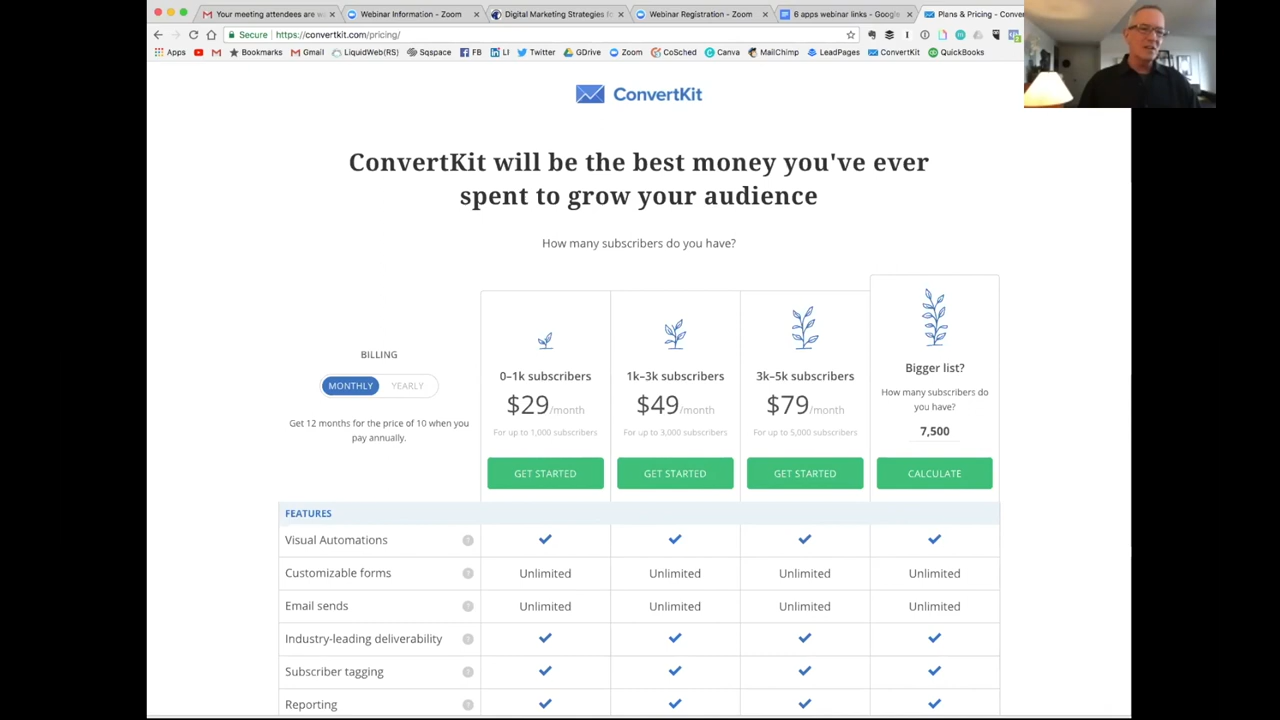 Your meeting attendees are
Webinar Information - Zoom
Digital Marketing Strategies
Webinar Registration - Zoom
6 apps webinar links - Google
Plans & Pricing - Conver
Secure
https://convertkit.com/pricing/
Apps
Bookmarks
Gmail
LiquidWeb(RS)
Sqspace
FB
LI
Twitter
GDrive
Zoom
CoSched
Canva
MailChimp
LeadPages
ConvertKit
QuickBooks
ConvertKit
ConvertKit will be the best money you've ever
spent to grow your audience
How many subscribers do you have?
BILLING
MONTHLY YEARLY
Get 12 months for the price of 10 when you
pay annually.
0–1k subscribers
$29/month
For up to 1,000 subscribers
GET STARTED
1k–3k subscribers
$49/month
For up to 3,000 subscribers
GET STARTED
3k–5k subscribers
$79/month
For up to 5,000 subscribers
GET STARTED
Bigger list?
How many subscribers do
you have?
7,500
CALCULATE
FEATURES
Visual Automations
Customizable forms Unlimited Unlimited Unlimited Unlimited
Email sends Unlimited Unlimited Unlimited Unlimited
Industry-leading deliverability
Subscriber tagging
Reporting